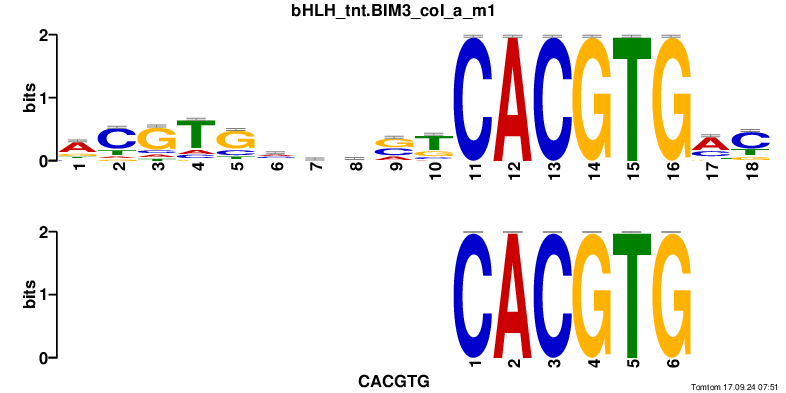 bHLH_tnt.BIM3_col_a_m1
bits
2
1
0
CACGTG
1 2 3 4 5 6 7 8 9 10 11 12 13 14 15 16 17 18
bits
2
1
0
CACGTG
1 2 3 4 5 6
CACGTG
Tomtom 17.09.24 07:51